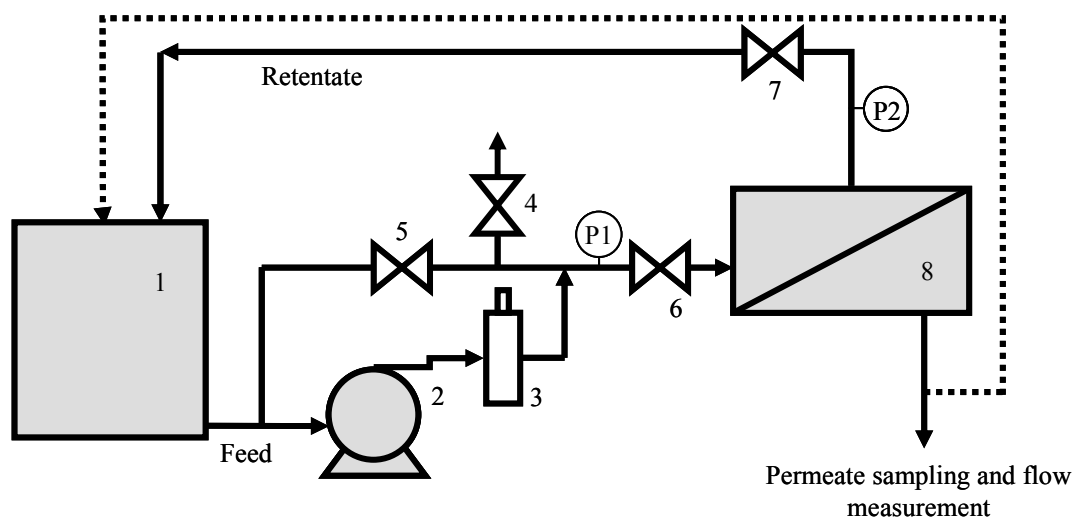 Retentate
7
P2
4
5
P1
1
8
6
2
3
Feed
Permeate sampling and flow
measurement